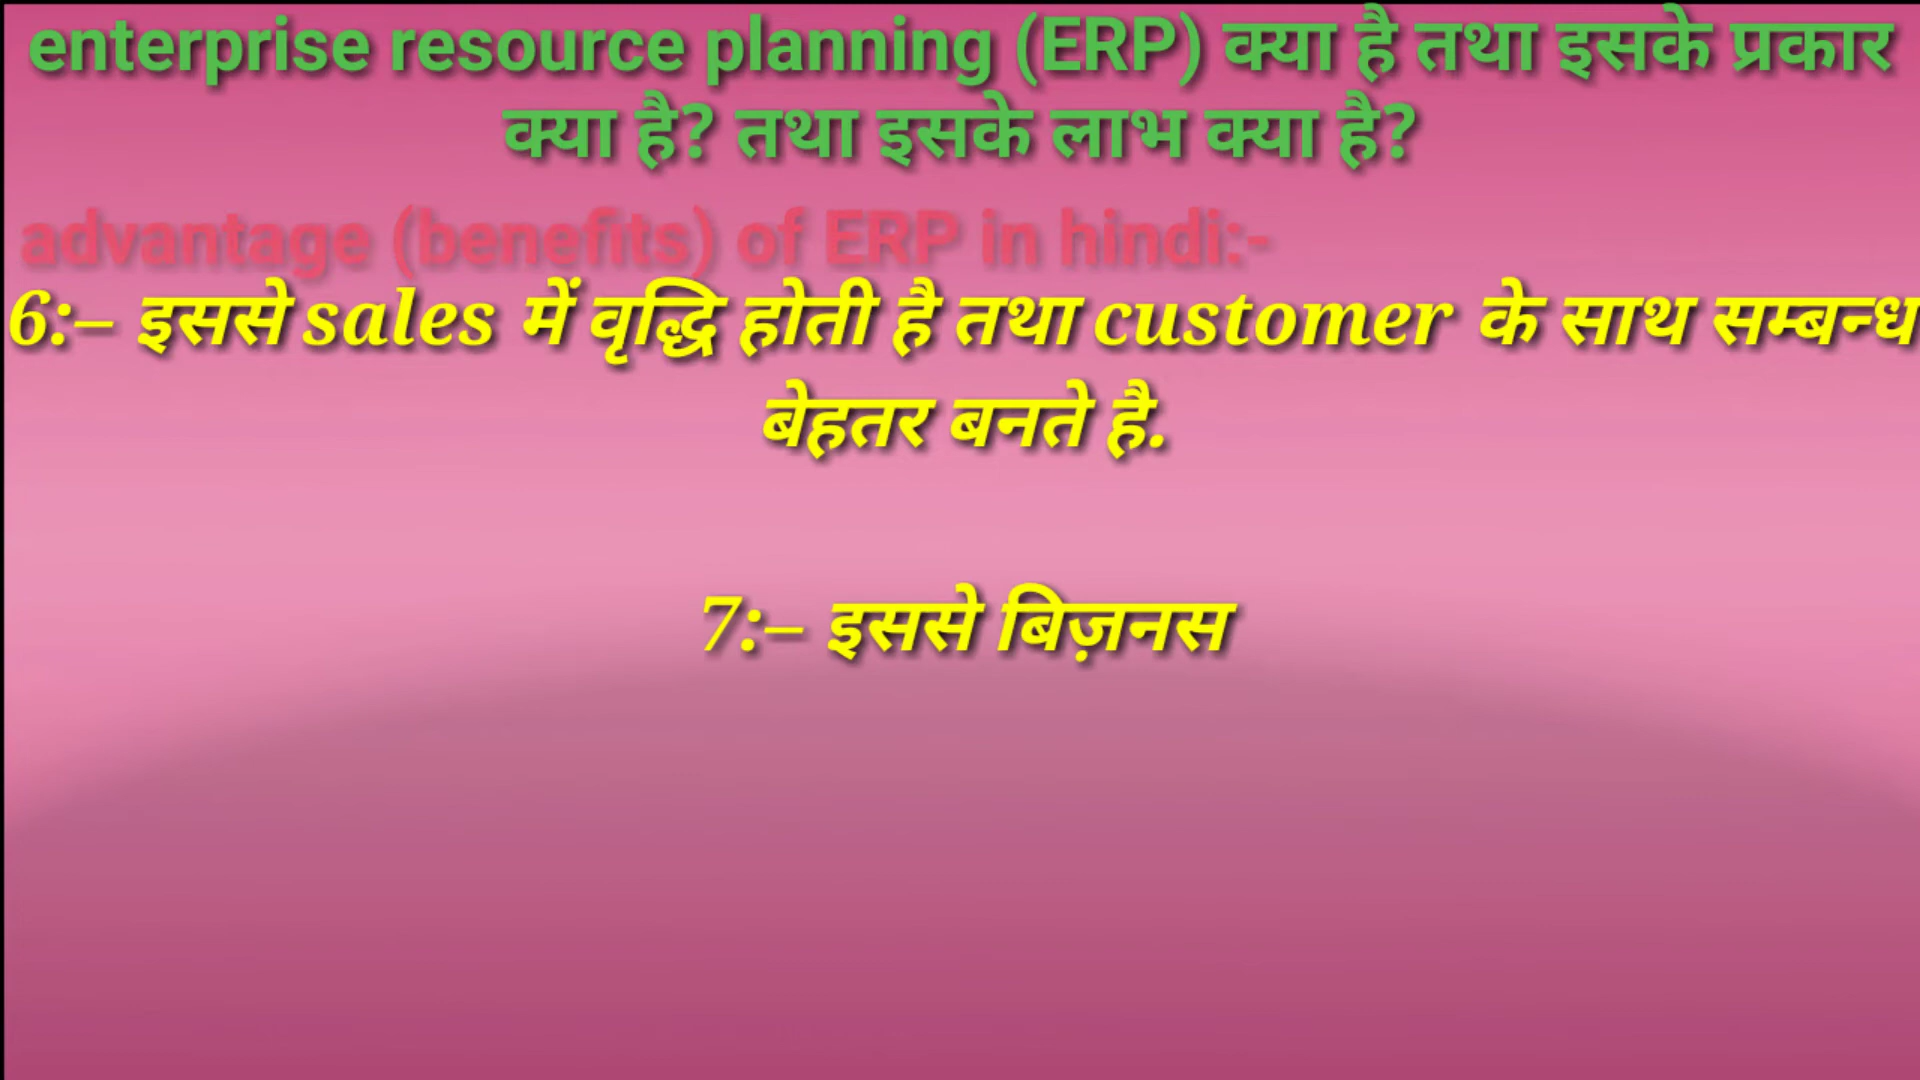 enterprise resource planning (ERP) क्या है तथा इसके प्रकार
क्या है? तथा इसके लाभ क्या है?
advantage (benefits) of ERP in hindi:-
6:– इससे sales में वृद्धि होती है तथा customer के साथ सम्बन्ध
बेहतर बनते है.
7:– इससे बिज़नस